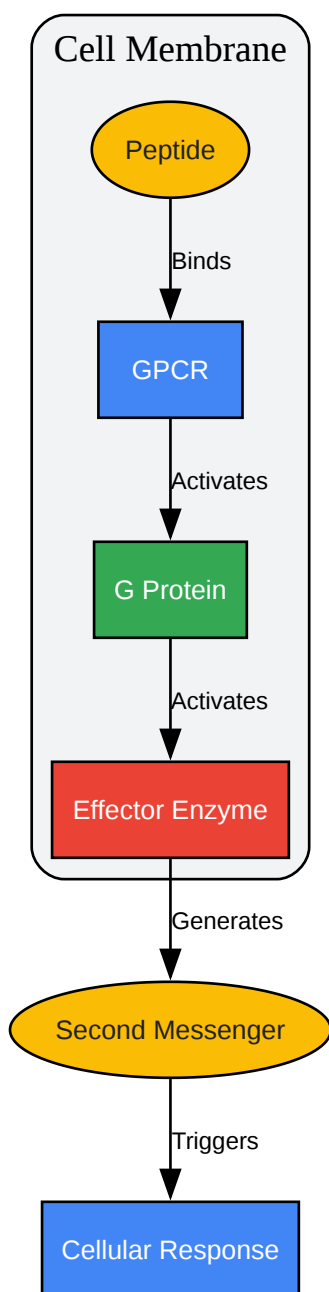 Cell Membrane
Peptide
Binds
GPCR
Activates
G Protein
Activates
Effector Enzyme
Generates
Second Messenger
Triggers
Cellular Response